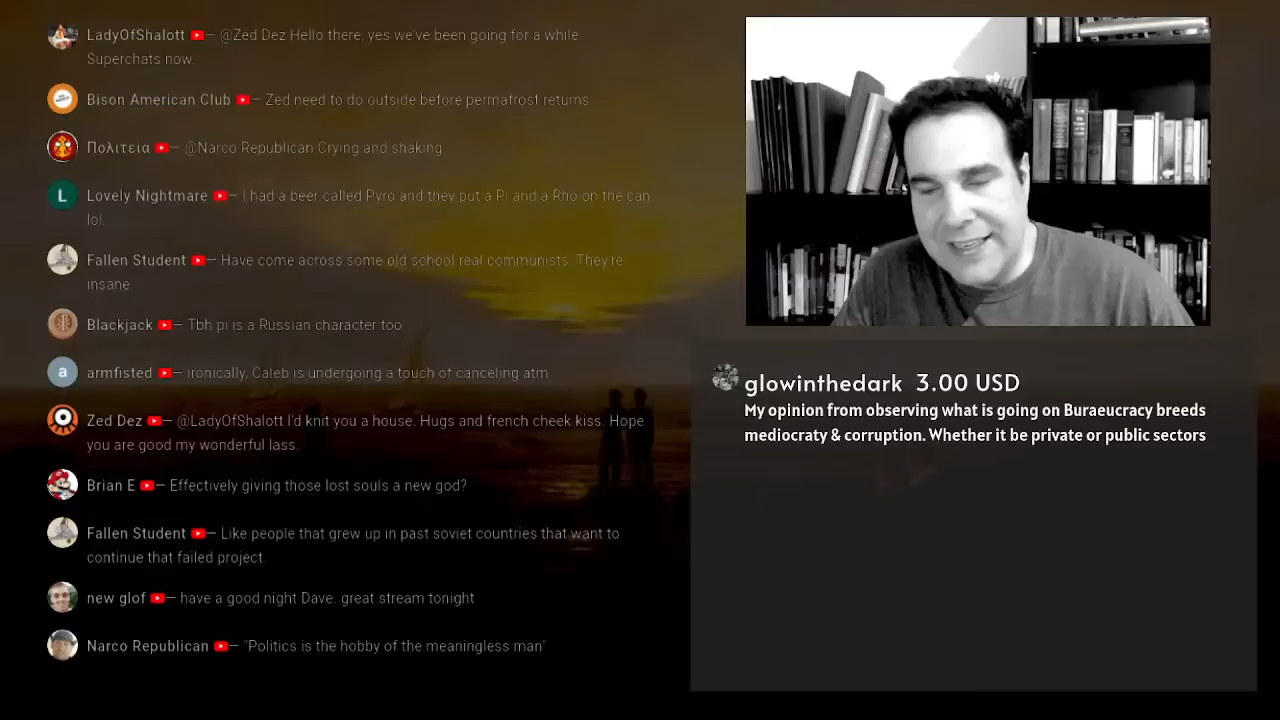 LadyOfShalott — @Zed Dez Hello there, yes we've been going for a while.
Superchats now.
Bison American Club — Zed need to do outside before permafrost returns
Πολιτεια — @Narco Republican Crying and shaking
L
Lovely Nightmare — I had a beer called Pyro and they put a Pi and a Rho on the can
lol
Fallen Student — Have come across some old school real communists. They're
insane.
Blackjack — Tbh pi is a Russian character too
a
armfisted — ironically, Caleb is undergoing a touch of canceling atm
Zed Dez — @LadyOfShalott I'd knit you a house. Hugs and french cheek kiss. Hope
you are good my wonderful lass.
Brian E — Effectively giving those lost souls a new god?
Fallen Student — Like people that grew up in past soviet countries that want to
continue that failed project.
new glof — have a good night Dave. great stream tonight
Narco Republican — "Politics is the hobby of the meaningless man"
glowinthedark 3.00 USD
My opinion from observing what is going on Buraeucracy breeds
mediocraty & corruption. Whether it be private or public sectors